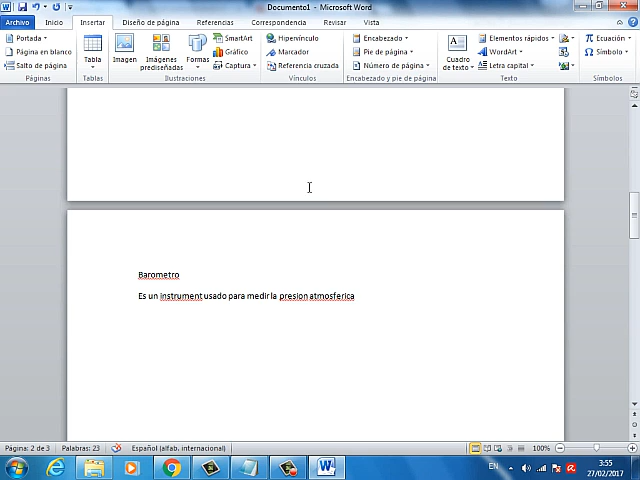 Documento1 - Microsoft Word
Archivo Inicio Insertar Diseño de página Referencias Correspondencia Revisar Vista
Portada
Página en blanco
Salto de página
Páginas
Tabla
Tablas
Imagen
Imágenes prediseñadas
Formas
SmartArt
Gráfico
Captura
Ilustraciones
Hipervínculo
Marcador
Referencia cruzada
Vínculos
Encabezado
Pie de página
Número de página
Encabezado y pie de página
Cuadro de texto
Elementos rápidos
WordArt
Letra capital
Texto
Ecuación
Símbolo
Símbolos
Barometro
Es un instrument usado para medir la presion atmosferica
Página: 2 de 3 Palabras: 23 Español (alfab. internacional) 100%
EN 3:55
27/02/2017